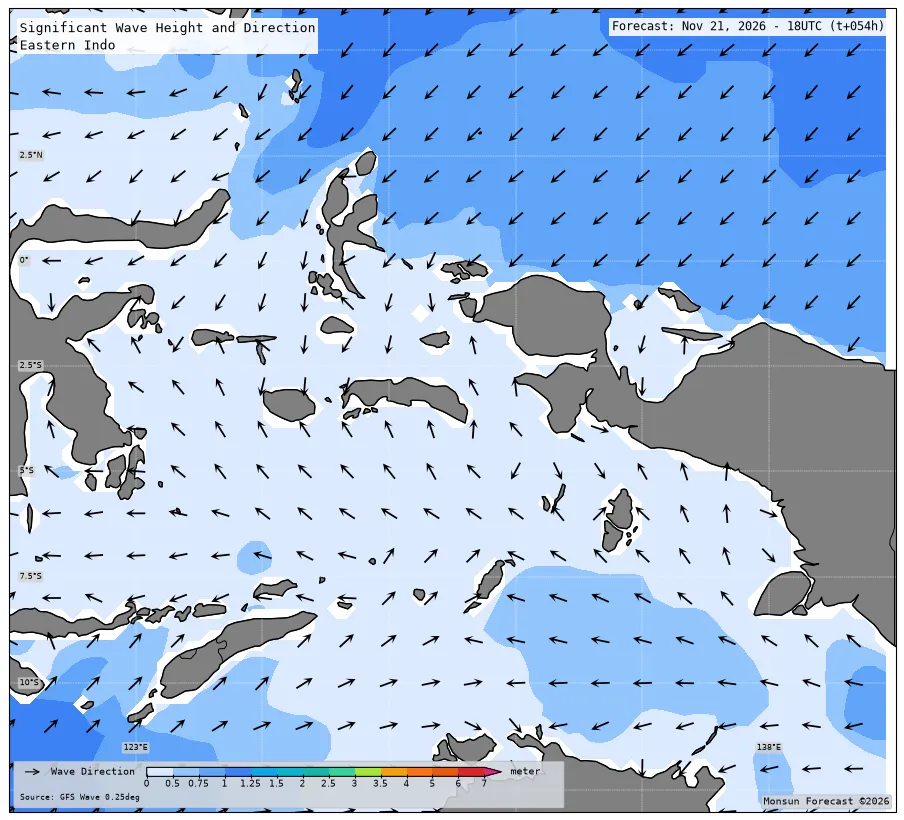 Significant Wave Height and Direction
Eastern Indo
Forecast: Nov 21, 2026 - 18UTC (t+054h)
2.5°N
0°
2.5°S
5°S
7.5°S
10°S
123°E
138°E
Wave Direction
meter
0 0.5 0.75 1 1.25 1.5 2 2.5 3 3.5 4 5 6 7
Source: GFS Wave 0.25deg
Monsun Forecast ©2026